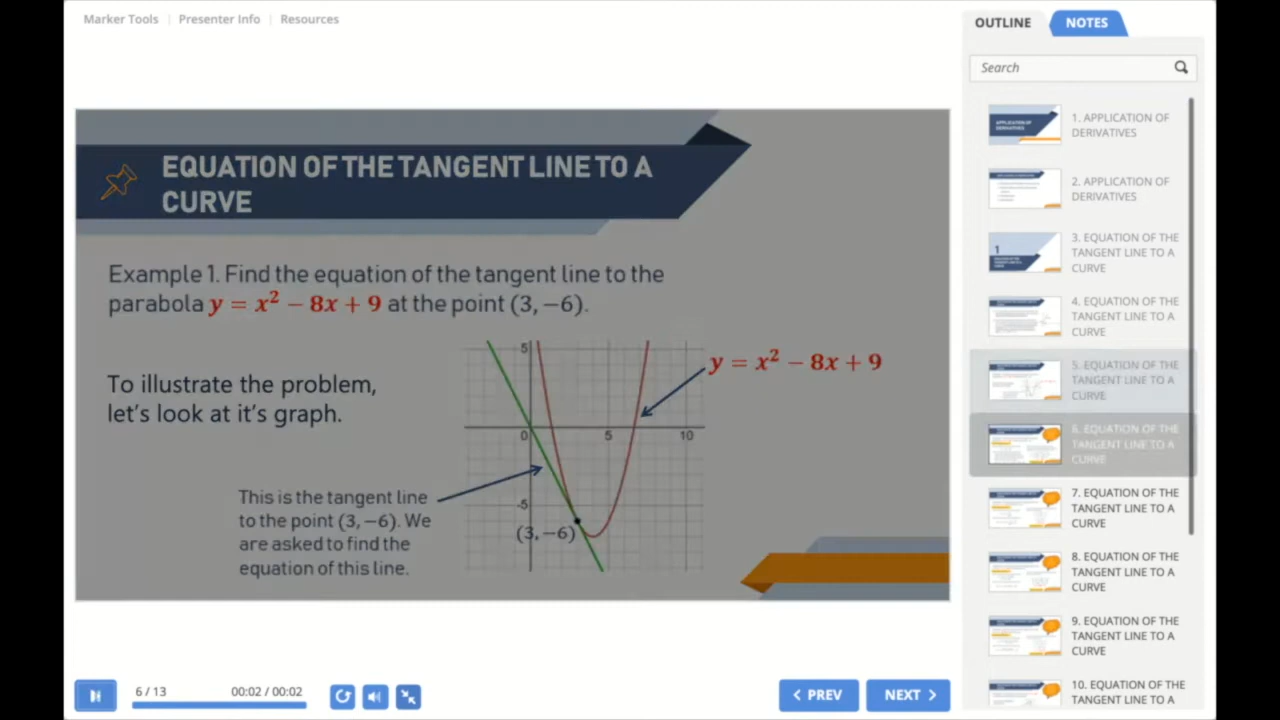 Marker Tools | Presenter Info | Resources
OUTLINE
NOTES
Search
EQUATION OF THE TANGENT LINE TO A
CURVE
Example 1. Find the equation of the tangent line to the
parabola y = x² − 8x + 9 at the point (3, −6).
To illustrate the problem,
let's look at it's graph.
y = x² − 8x + 9
5
0
5
10
-5
(3, −6)
This is the tangent line
to the point (3, −6). We
are asked to find the
equation of this line.
1. APPLICATION OF
DERIVATIVES
2. APPLICATION OF
DERIVATIVES
3. EQUATION OF THE
TANGENT LINE TO A
CURVE
4. EQUATION OF THE
TANGENT LINE TO A
CURVE
5. EQUATION OF THE
TANGENT LINE TO A
CURVE
6. EQUATION OF THE
TANGENT LINE TO A
CURVE
7. EQUATION OF THE
TANGENT LINE TO A
CURVE
8. EQUATION OF THE
TANGENT LINE TO A
CURVE
9. EQUATION OF THE
TANGENT LINE TO A
CURVE
10. EQUATION OF THE
TANGENT LINE TO A
6 / 13
00:02 / 00:02
PREV
NEXT